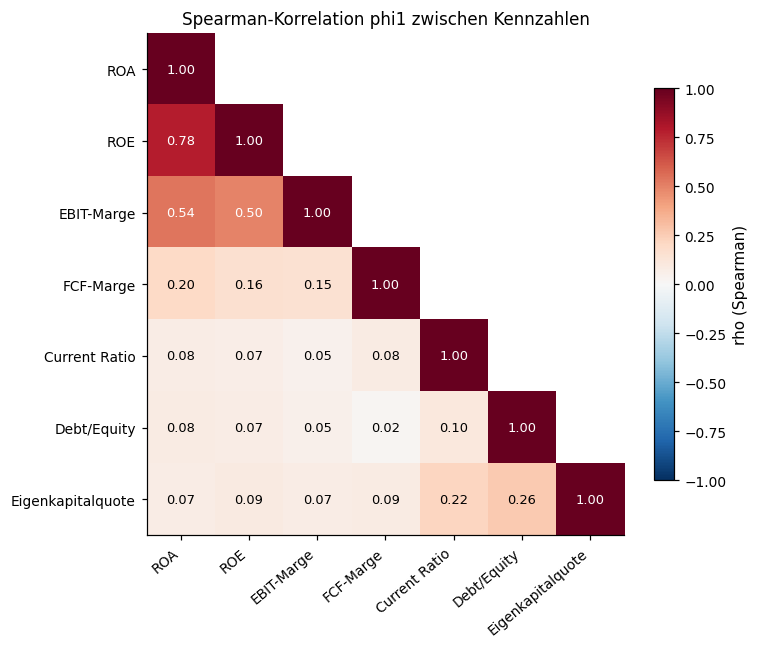 Spearman-Korrelation phi1 zwischen Kennzahlen
ROA
1.00
ROE
0.78 1.00
EBIT-Marge
0.54 0.50 1.00
FCF-Marge
0.20 0.16 0.15 1.00
Current Ratio
0.08 0.07 0.05 0.08 1.00
Debt/Equity
0.08 0.07 0.05 0.02 0.10 1.00
Eigenkapitalquote
0.07 0.09 0.07 0.09 0.22 0.26 1.00
ROA
ROE
EBIT-Marge
FCF-Marge
Current Ratio
Debt/Equity
Eigenkapitalquote
1.00
0.75
0.50
0.25
0.00
−0.25
−0.50
−0.75
−1.00
rho (Spearman)